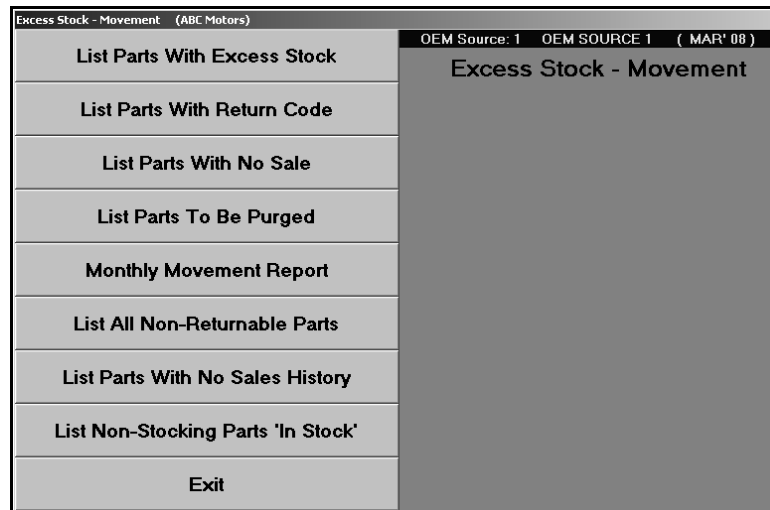 Excess Stock - Movement (ABC Motors)
OEM Source: 1 OEM SOURCE 1 ( MAR' 08 )
Excess Stock - Movement
List Parts With Excess Stock
List Parts With Return Code
List Parts With No Sale
List Parts To Be Purged
Monthly Movement Report
List All Non-Returnable Parts
List Parts With No Sales History
List Non-Stocking Parts 'In Stock'
Exit